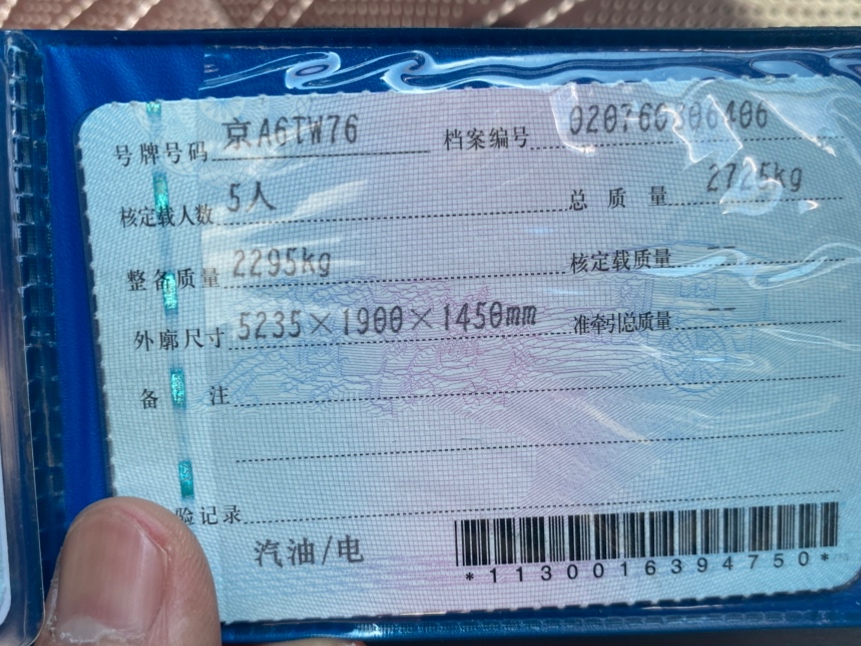 号牌号码 京A6TW76 档案编号
核定载人数 5人 总质量 2725kg
整备质量 2295kg 核定载质量 --
外廓尺寸 5235×1900×1450mm 准牵引总质量 --
备注
验记录
汽油/电
*1130016394750*